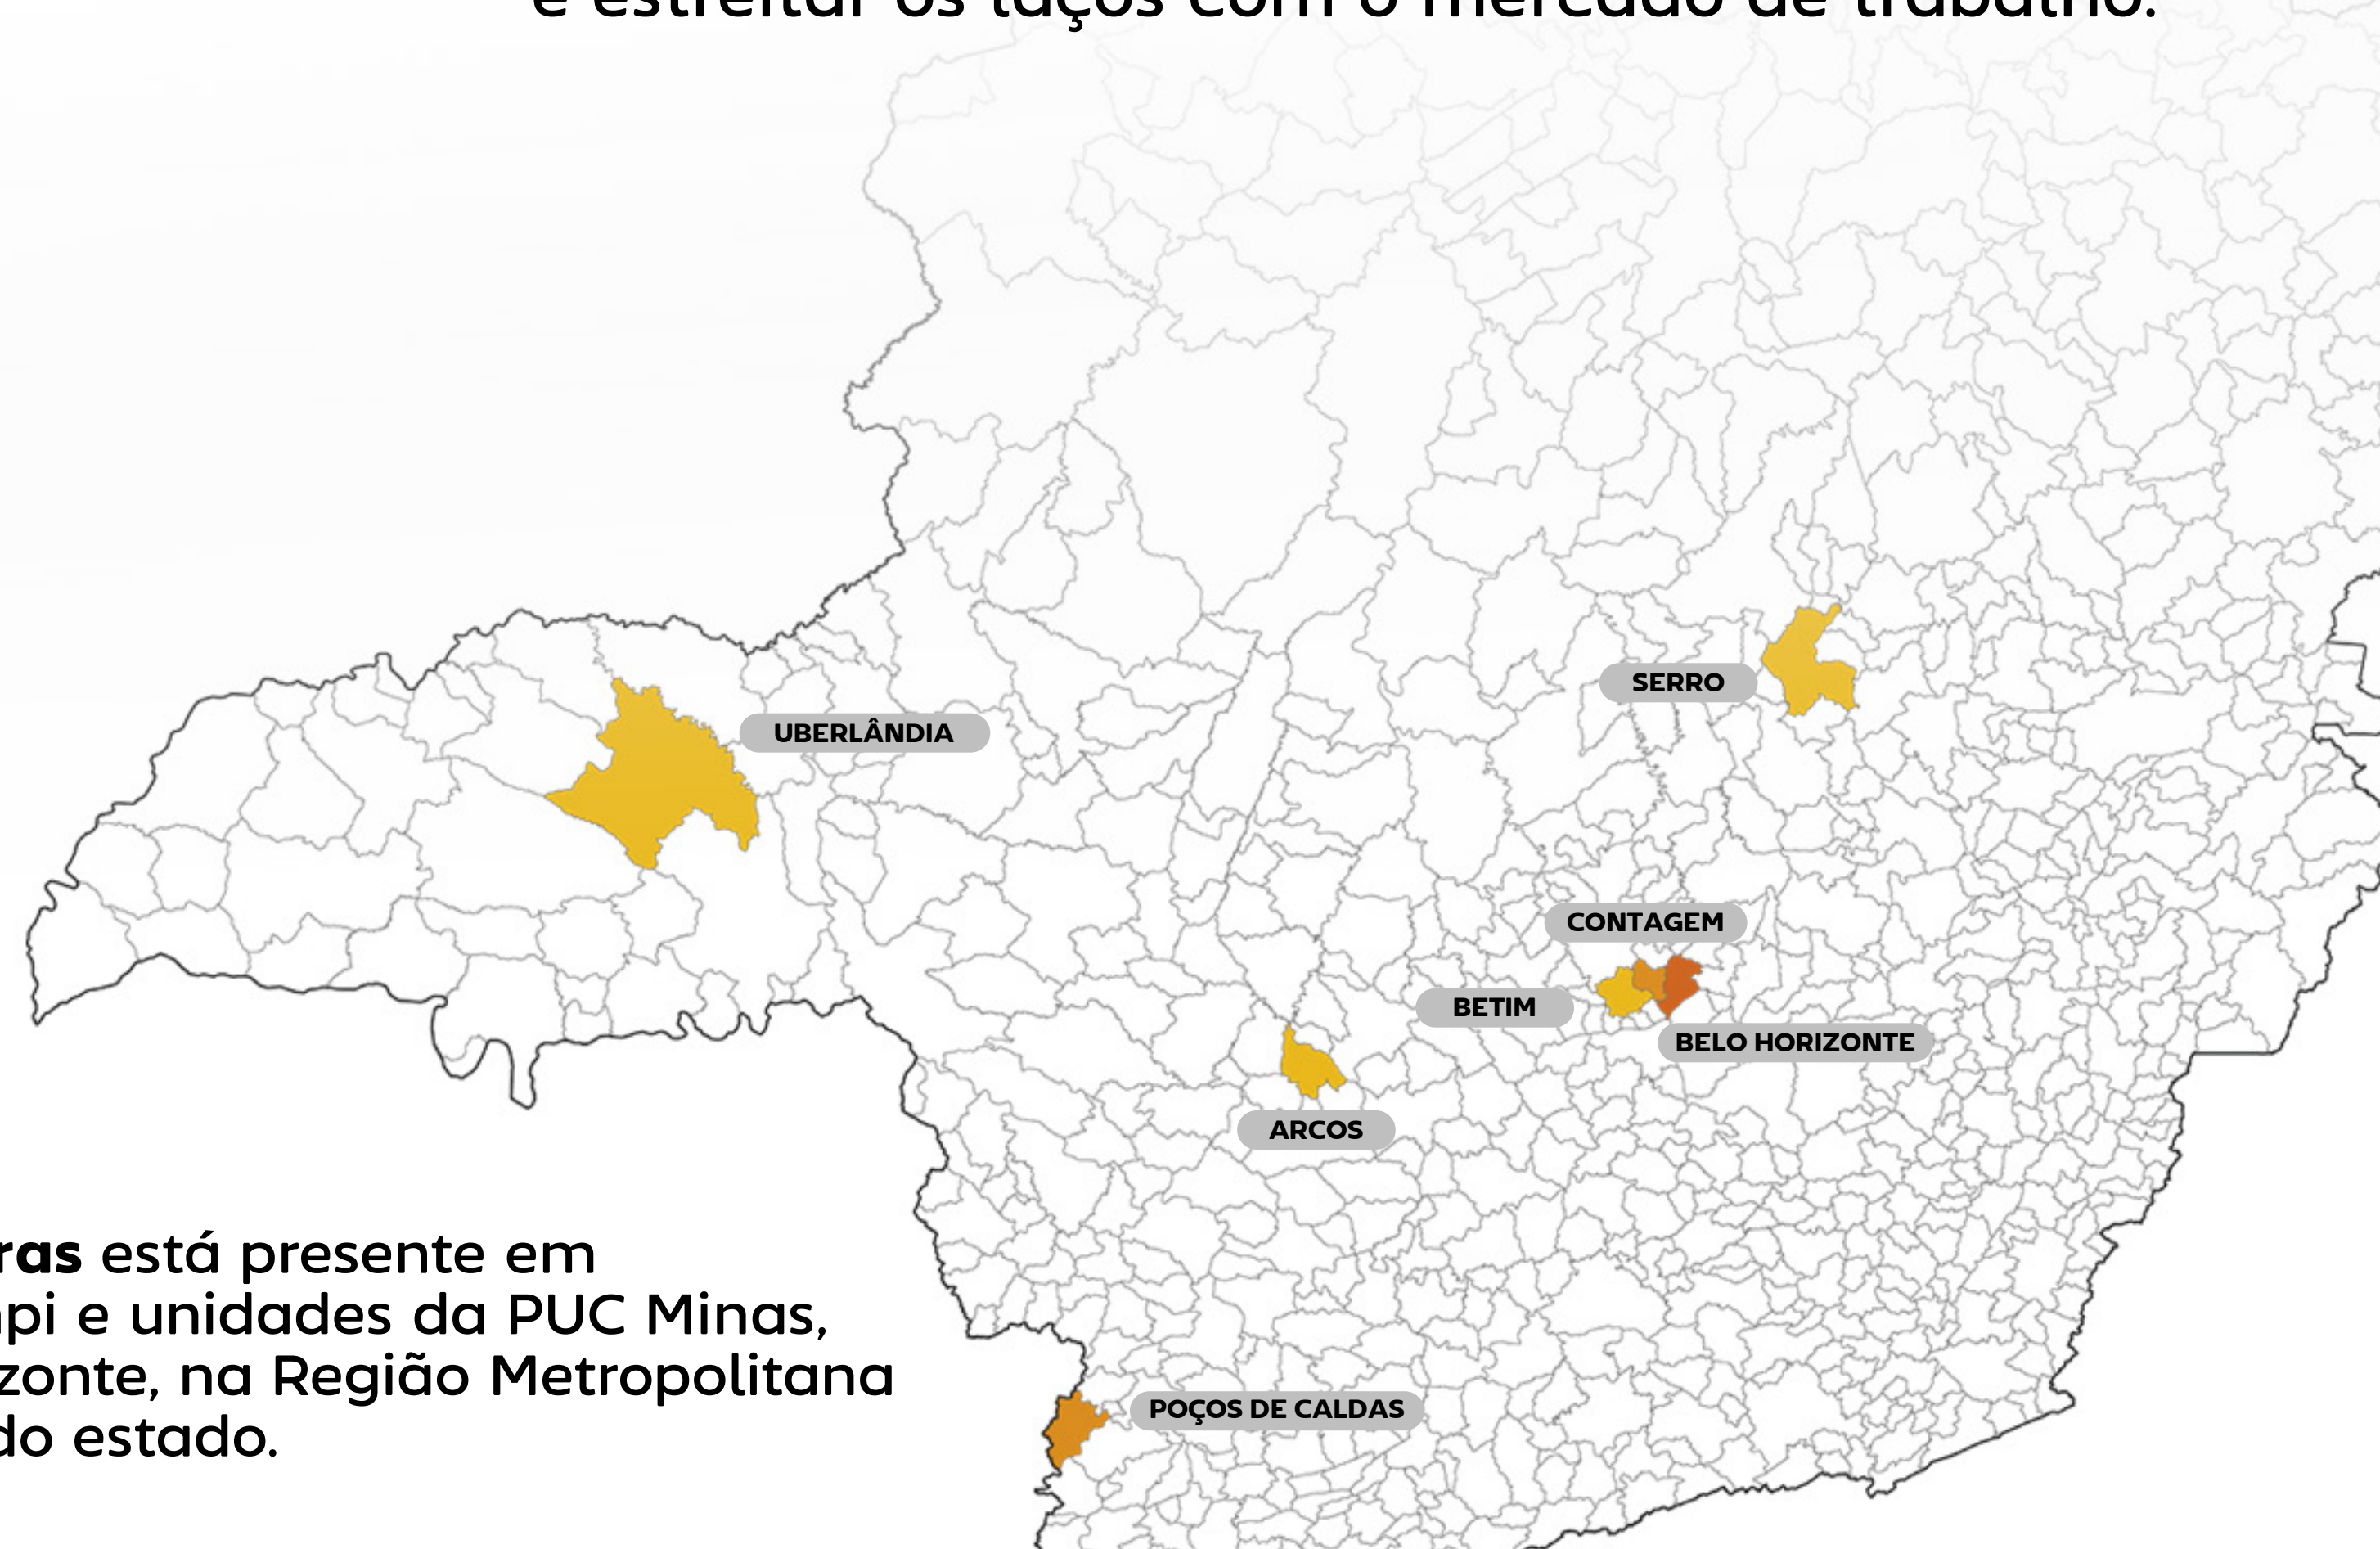 e estreitar os laços com o mercado de trabalho.
SERRO
UBERLÂNDIA
CONTAGEM
BETIM
BELO HORIZONTE
ARCOS
ras está presente em
pi e unidades da PUC Minas,
zonte, na Região Metropolitana
do estado.
POÇOS DE CALDAS